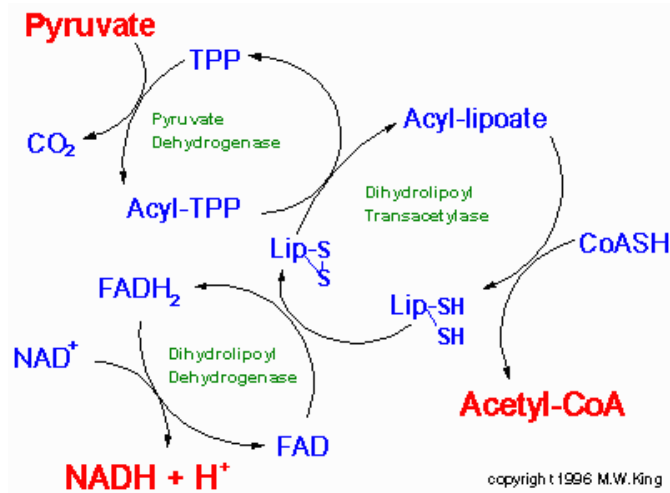 Pyruvate
TPP
CO₂
Pyruvate
Dehydrogenase
Acyl-lipoate
Acyl-TPP
Dihydrolipoyl
Transacetylase
Lip-S
S
CoASH
FADH₂
Lip-SH
SH
NAD⁺
Dihydrolipoyl
Dehydrogenase
Acetyl-CoA
FAD
NADH + H⁺
copyright 1996 M.W.King